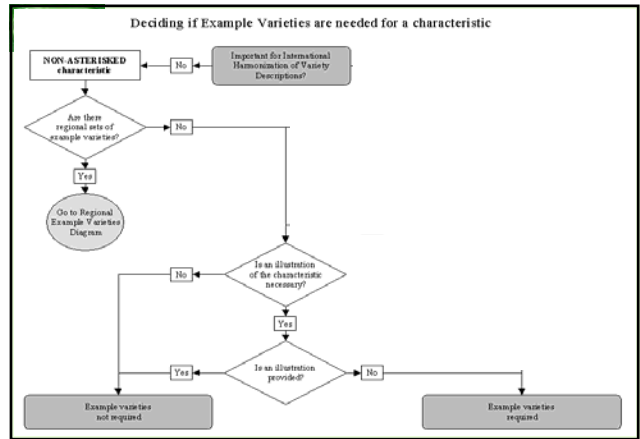 Deciding if Example Varieties are needed for a characteristic
NON-ASTERISKED
characteristic
No
Important for International
Harmonization of Variety
Descriptions?
Are there
regional sets of
example varieties?
No
Yes
Go to Regional
Example Varieties
Diagram
No
Is an illustration
of the characteristic
necessary?
Yes
Yes
Is an illustration
provided?
No
Example varieties
not required
Example varieties
required